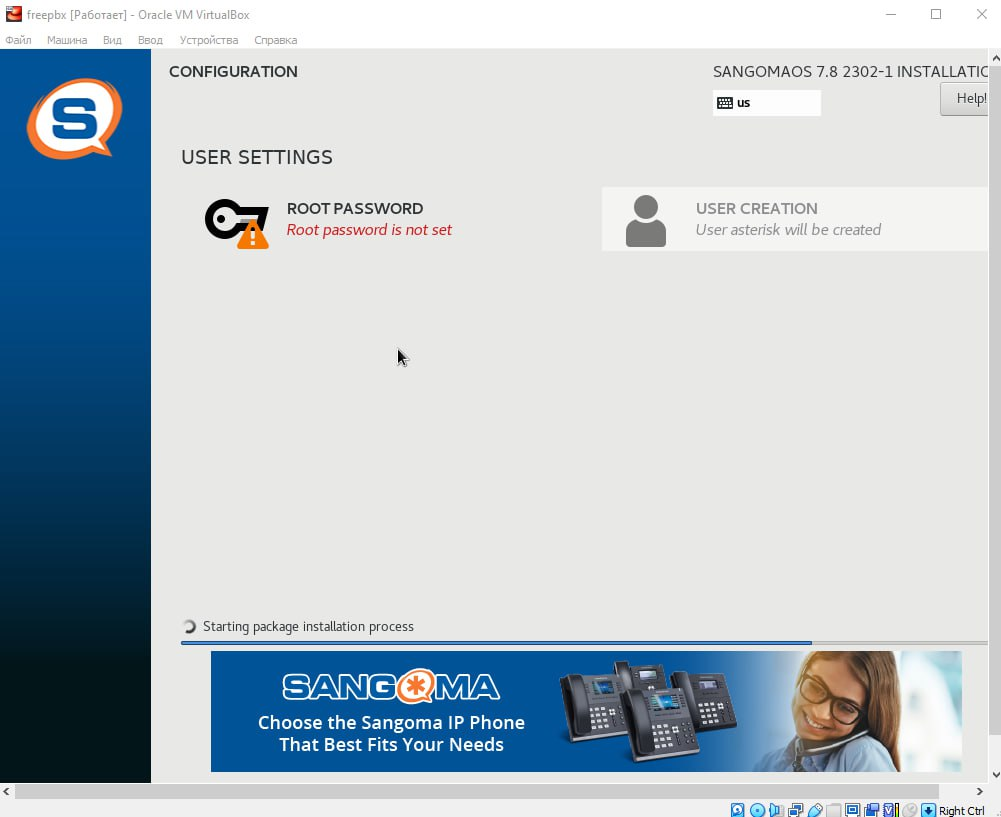 freepbx [Работает] - Oracle VM VirtualBox
Файл Машина Вид Ввод Устройства Справка
CONFIGURATION
SANGOMAOS 7.8 2302-1 INSTALLATIO
us
Help!
USER SETTINGS
ROOT PASSWORD
Root password is not set
USER CREATION
User asterisk will be created
Starting package installation process
SANGOMA
Choose the Sangoma IP Phone
That Best Fits Your Needs
Right Ctrl